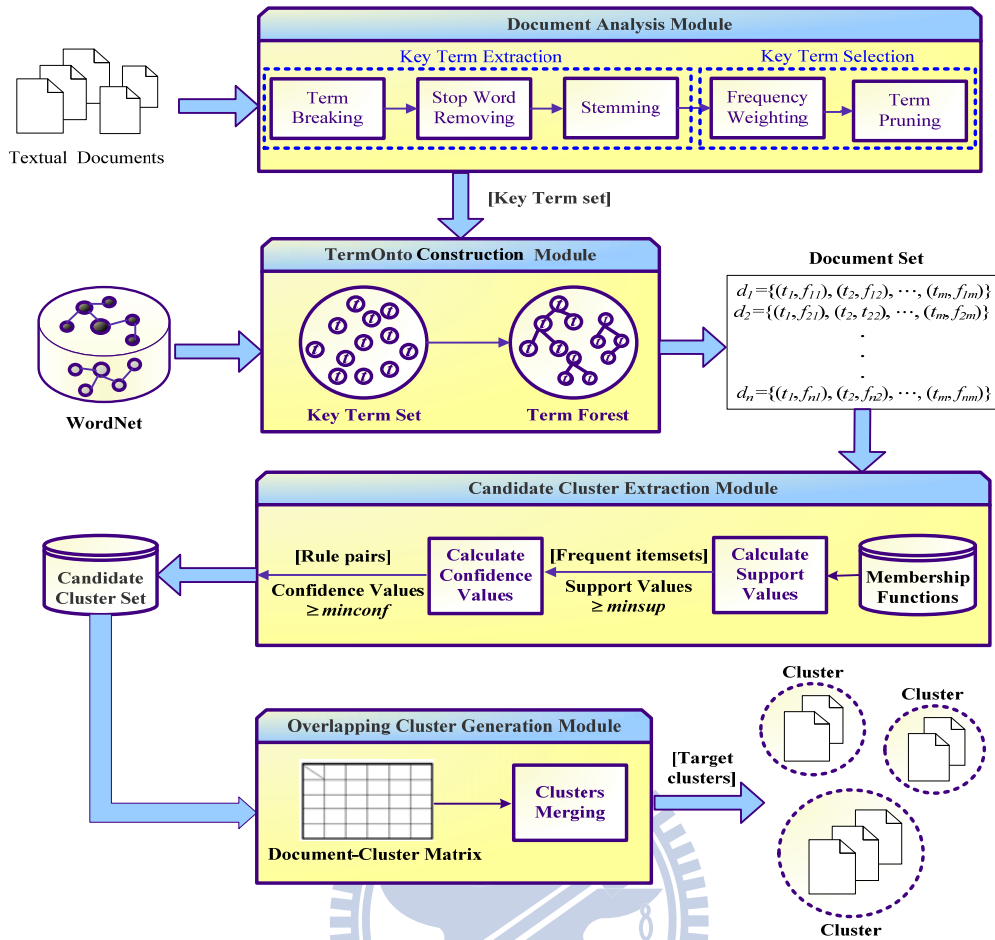 Document Analysis Module
Key Term Extraction
Key Term Selection
Term
Breaking
Stop Word
Removing
Stemming
Frequency
Weighting
Term
Pruning
Textual Documents
[Key Term set]
TermOnto Construction Module
Key Term Set
Term Forest
WordNet
Document Set
d1={(t1, f11), (t2, f12), ⋯, (tm, f1m)}
d2={(t1, f21), (t2, t22), ⋯, (tm, f2m)}
.
.
.
dn={(t1, fn1), (t2, fn2), ⋯, (tm, fnm)}
Candidate Cluster Extraction Module
Candidate
Cluster Set
[Rule pairs]
Confidence Values
≥ minconf
Calculate
Confidence
Values
[Frequent itemsets]
Support Values
≥ minsup
Calculate
Support
Values
Membership
Functions
Overlapping Cluster Generation Module
Document-Cluster Matrix
Clusters
Merging
[Target
clusters]
Cluster
Cluster
Cluster